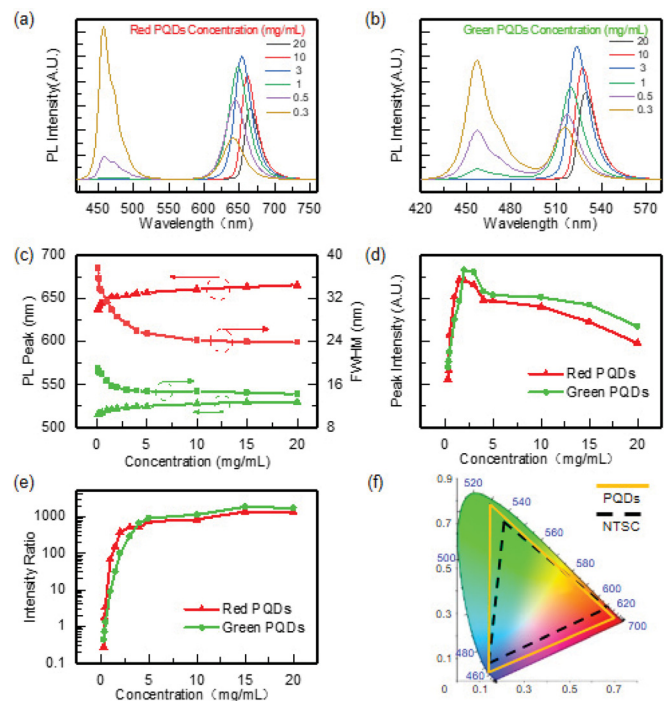 (a)
Red PQDs Concentration (mg/mL)
20
10
3
1
0.5
0.3
PL Intensity(A.U.)
450 500 550 600 650 700 750
Wavelength (nm)
(b)
Green PQDs Concentration (mg/mL)
20
10
3
1
0.5
0.3
PL Intensity(A.U.)
420 450 480 510 540 570
Wavelength (nm)
(c)
700
650
600
550
500
PL Peak (nm)
40
32
24
16
8
FWHM (nm)
0 5 10 15 20
Concentration (mg/mL)
(d)
Peak Intensity (A.U.)
Red PQDs
Green PQDs
0 5 10 15 20
Concentration (mg/mL)
(e)
1000
100
10
1
0.1
Intensity Ratio
Red PQDs
Green PQDs
0 5 10 15 20
Concentration (mg/mL)
(f)
0.9
0.7
0.5
0.3
0.1
0
0.1 0.3 0.5 0.7
520
540
560
580
600
620
700
500
480
460
PQDs
NTSC